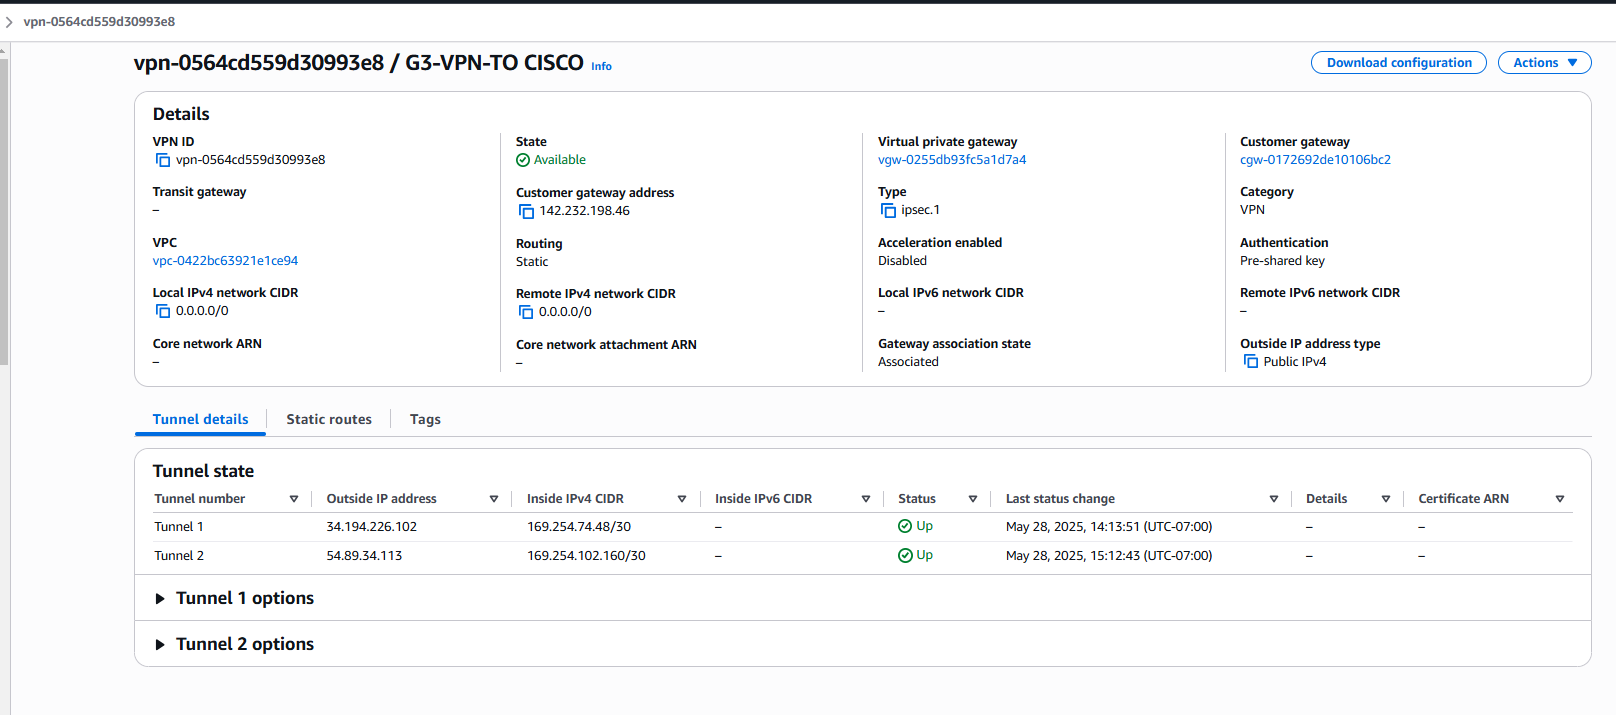 vpn-0564cd559d30993e8
vpn-0564cd559d30993e8 / G3-VPN-TO CISCO Info
Download configuration
Actions
Details
VPN ID
vpn-0564cd559d30993e8
State
Available
Virtual private gateway
vgw-0255db93fc5a1d7a4
Customer gateway
cgw-0172692de10106bc2
Transit gateway
–
Customer gateway address
142.232.198.46
Type
ipsec.1
Category
VPN
VPC
vpc-0422bc63921e1ce94
Routing
Static
Acceleration enabled
Disabled
Authentication
Pre-shared key
Local IPv4 network CIDR
0.0.0.0/0
Remote IPv4 network CIDR
0.0.0.0/0
Local IPv6 network CIDR
–
Remote IPv6 network CIDR
–
Core network ARN
–
Core network attachment ARN
–
Gateway association state
Associated
Outside IP address type
Public IPv4
Tunnel details Static routes Tags
Tunnel state
Tunnel number Outside IP address Inside IPv4 CIDR Inside IPv6 CIDR Status Last status change Details Certificate ARN
Tunnel 1 34.194.226.102 169.254.74.48/30 – Up May 28, 2025, 14:13:51 (UTC-07:00) – –
Tunnel 2 54.89.34.113 169.254.102.160/30 – Up May 28, 2025, 15:12:43 (UTC-07:00) – –
Tunnel 1 options
Tunnel 2 options